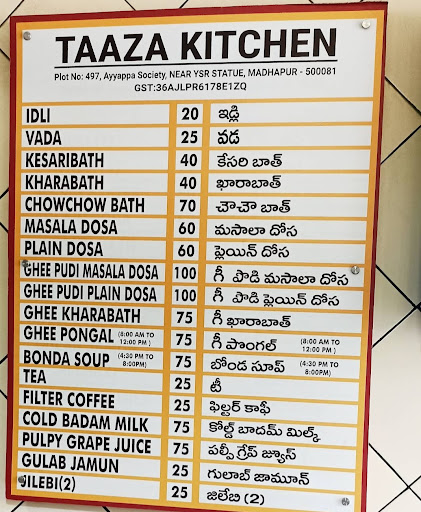 TAAZA KITCHEN
Plot No: 497, Ayyappa Society, NEAR YSR STATUE, MADHAPUR - 500081
GST:36AJLPR6178E1ZQ
IDLI 20 ఇడ్లి
VADA 25 వడ
KESARIBATH 40 కేసరి బాత్
KHARABATH 40 ఖారాబాత్
CHOWCHOW BATH 70 చౌచౌ బాత్
MASALA DOSA 60 మసాలా దోస
PLAIN DOSA 60 ప్లెయిన్ దోస
GHEE PUDI MASALA DOSA 100 గీ పొడి మసాలా దోస
GHEE PUDI PLAIN DOSA 100 గీ పొడి ప్లెయిన్ దోస
GHEE KHARABATH 75 గీ ఖారాబాత్
GHEE PONGAL (8:00 AM TO 12:00 PM ) 75 గీ పొంగల్ (8:00 AM TO 12:00 PM )
BONDA SOUP (4:30 PM TO 8:00PM) 75 బోండ సూప్ (4:30 PM TO 8:00PM)
TEA 25 టీ
FILTER COFFEE 25 ఫిల్టర్ కాఫీ
COLD BADAM MILK 75 కోల్డ్ బాదమ్ మిల్క్
PULPY GRAPE JUICE 75 పల్పీ గ్రేప్ జ్యూస్
GULAB JAMUN 25 గులాబ్ జామూన్
JILEBI(2) 25 జిలేబి (2)